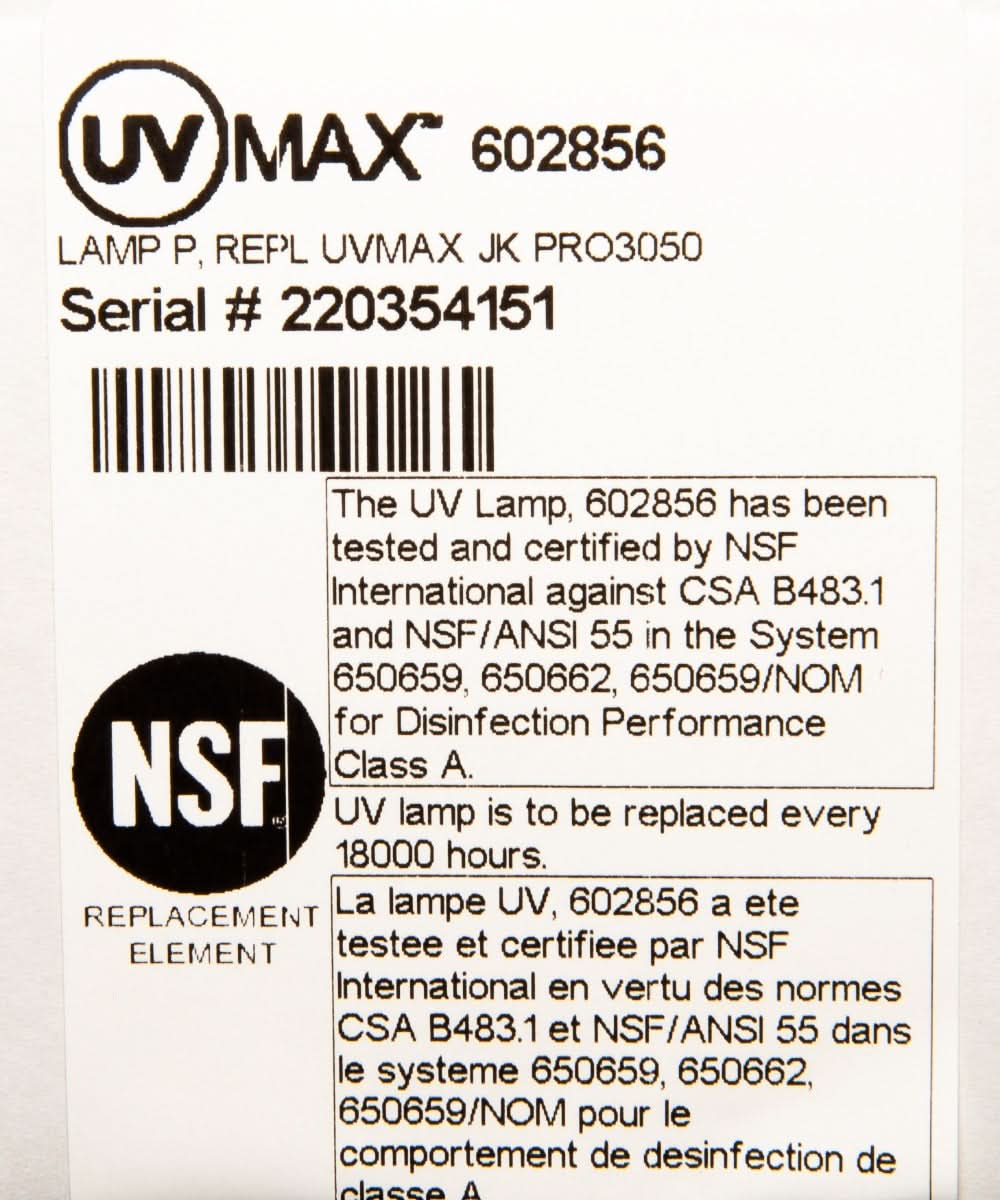 UVMAX™ 602856
LAMP P, REPL UVMAX JK PRO3050
Serial # 220354151
The UV Lamp, 602856 has been
tested and certified by NSF
International against CSA B483.1
and NSF/ANSI 55 in the System
650659, 650662, 650659/NOM
for Disinfection Performance
Class A.
NSF
REPLACEMENT
ELEMENT
UV lamp is to be replaced every
18000 hours.
La lampe UV, 602856 a ete
testee et certifiee par NSF
International en vertu des normes
CSA B483.1 et NSF/ANSI 55 dans
le systeme 650659, 650662,
650659/NOM pour le
comportement de desinfection de
classe A